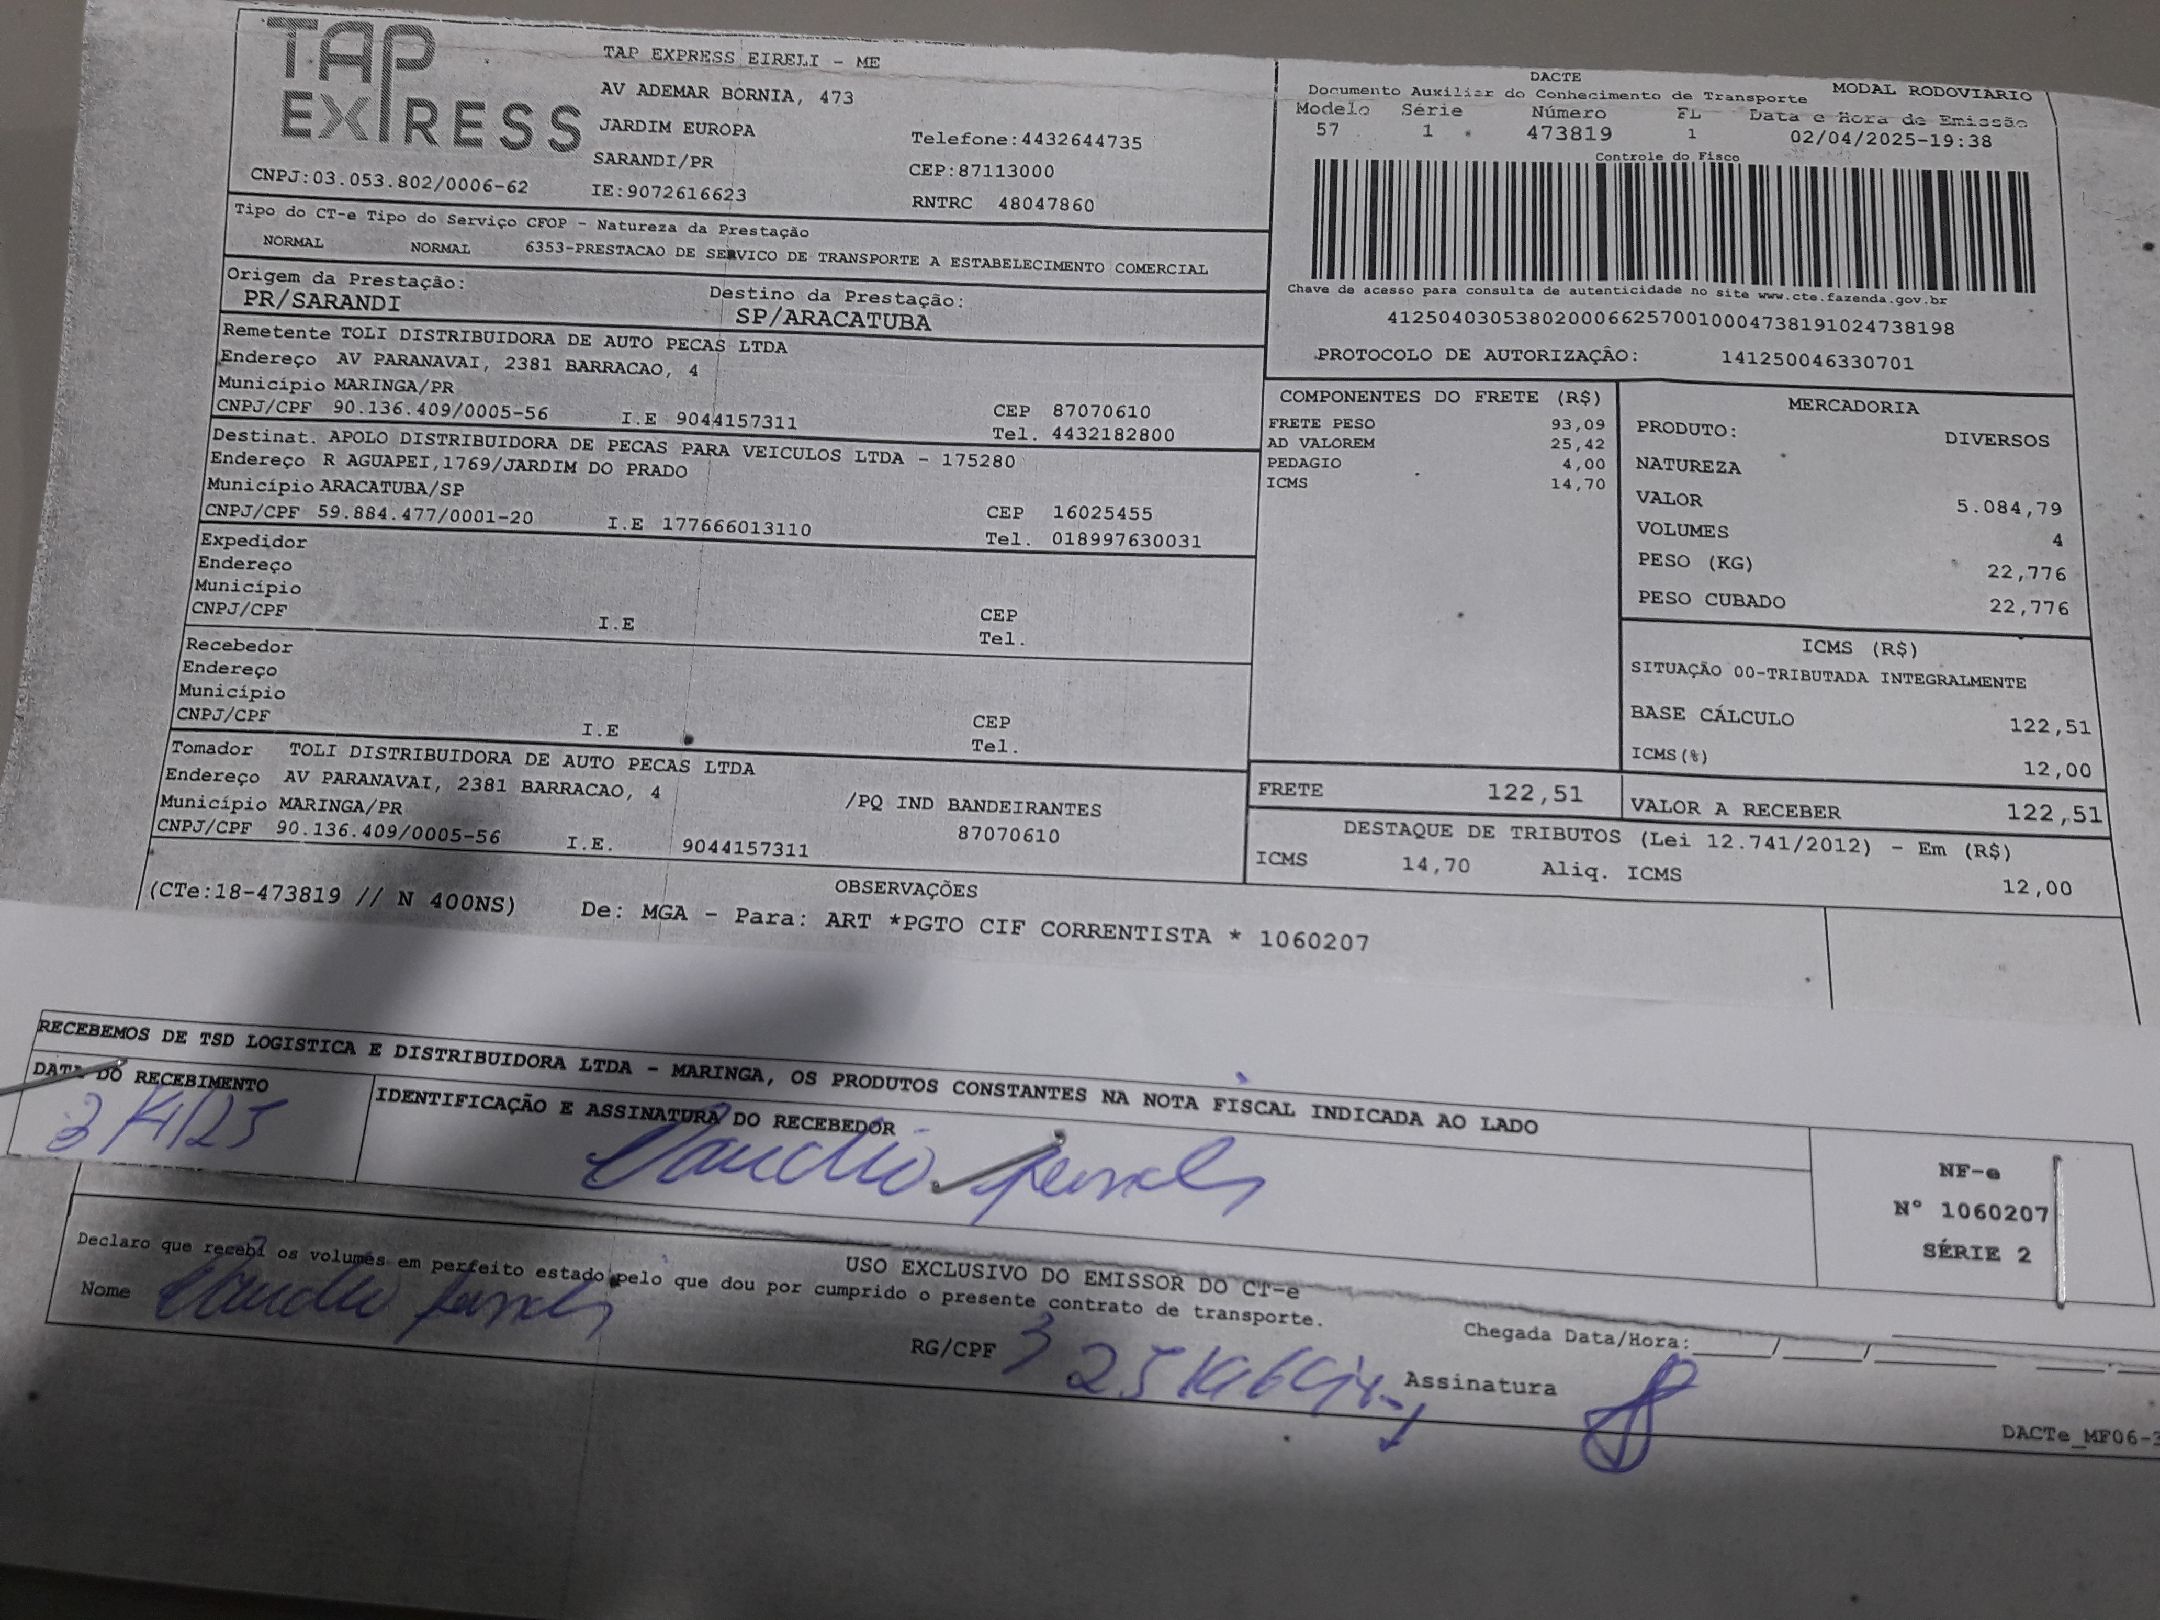 TAP EXPRESS
TAP EXPRESS EIRELI - ME
AV ADEMAR BORNIA, 473
JARDIM EUROPA
Telefone:4432644735
SARANDI/PR
CEP:87113000
CNPJ:03.053.802/0006-62
IE:9072616623
RNTRC 48047860
DACTE
Documento Auxiliar do Conhecimento de Transporte
MODAL RODOVIÁRIO
Modelo Série Número FL Data e Hora de Emissão
57 1 473819 1 02/04/2025-19:38
Controle do Fisco
Chave de acesso para consulta de autenticidade no site www.cte.fazenda.gov.br
41250403053802000662570010004738191024738198
PROTOCOLO DE AUTORIZAÇÂO: 141250046330701
Tipo do CT-e Tipo do Serviço CFOP - Natureza da Prestação
NORMAL NORMAL 6353-PRESTACAO DE SERVICO DE TRANSPORTE A ESTABELECIMENTO COMERCIAL
Origem da Prestação: Destino da Prestação:
PR/SARANDI SP/ARACATUBA
Remetente TOLI DISTRIBUIDORA DE AUTO PECAS LTDA
Endereço AV PARANAVAI, 2381 BARRACAO, 4
Município MARINGA/PR CEP 87070610
CNPJ/CPF 90.136.409/0005-56 I.E 9044157311 Tel. 4432182800
Destinat. APOLO DISTRIBUIDORA DE PECAS PARA VEICULOS LTDA - 175280
Endereço R AGUAPEI,1769/JARDIM DO PRADO
Município ARACATUBA/SP CEP 16025455
CNPJ/CPF 59.884.477/0001-20 I.E 177666013110 Tel. 018997630031
Expedidor
Endereço
Município CEP
CNPJ/CPF I.E Tel.
Recebedor
Endereço
Município CEP
CNPJ/CPF I.E Tel.
Tomador TOLI DISTRIBUIDORA DE AUTO PECAS LTDA
Endereço AV PARANAVAI, 2381 BARRACAO, 4 /PQ IND BANDEIRANTES
Município MARINGA/PR 87070610
CNPJ/CPF 90.136.409/0005-56 I.E. 9044157311
COMPONENTES DO FRETE (R$)
FRETE PESO 93,09
AD VALOREM 25,42
PEDAGIO 4,00
ICMS 14,70
MERCADORIA
PRODUTO: DIVERSOS
NATUREZA
VALOR 5.084,79
VOLUMES 4
PESO (KG) 22,776
PESO CUBADO 22,776
ICMS (R$)
SITUAÇÃO 00-TRIBUTADA INTEGRALMENTE
BASE CÁLCULO 122,51
ICMS(%) 12,00
FRETE 122,51
VALOR A RECEBER 122,51
DESTAQUE DE TRIBUTOS (Lei 12.741/2012) - Em (R$)
ICMS 14,70 Aliq. ICMS 12,00
OBSERVAÇÕES
(CTe:18-473819 // N 400NS) De: MGA - Para: ART *PGTO CIF CORRENTISTA * 1060207
RECEBEMOS DE TSD LOGISTICA E DISTRIBUIDORA LTDA - MARINGA, OS PRODUTOS CONSTANTES NA NOTA FISCAL INDICADA AO LADO
DATA DO RECEBIMENTO IDENTIFICAÇÃO E ASSINATURA DO RECEBEDOR
3/4/25 Claudio
NF-e
N° 1060207
SÉRIE 2
USO EXCLUSIVO DO EMISSOR DO CT-e
Declaro que recebi os volumes em perfeito estado pelo que dou por cumprido o presente contrato de transporte.
Nome Claudio
RG/CPF
Chegada Data/Hora:
Assinatura
DACTe_MF06-3